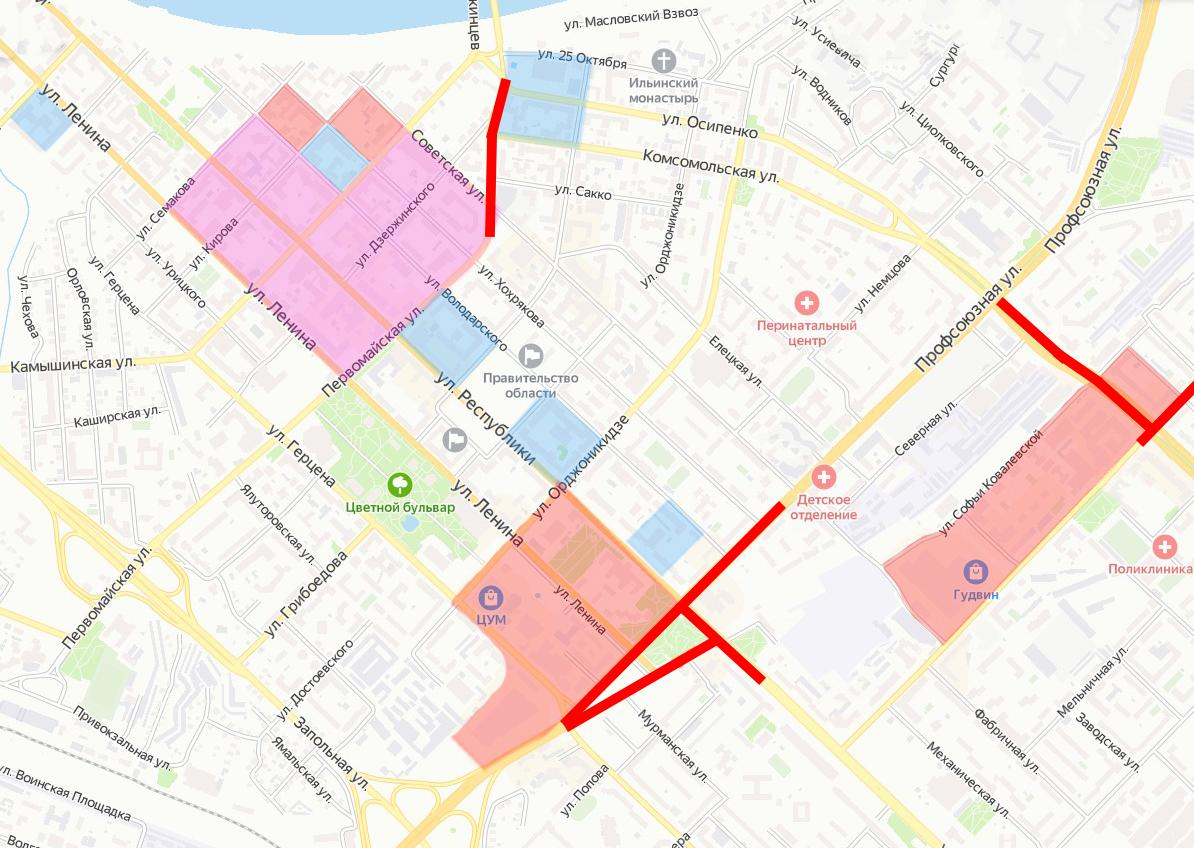 ул. Масловский Взвоз
ул. Усиевича
ул. 25 Октября
Ильинский
монастырь
ул. Водников
ул. Ленина
ул. Осипенко
ул. Циолковского
Советская ул.
Комсомольская ул.
ул. Сакко
ул. Семакова
ул. Дзержинского
ул. Орджоникидзе
Профсоюзная ул.
ул. Кирова
ул. Герцена
ул. Урицкого
ул. Чехова
Орловская ул.
ул. Ленина
ул. Володарского
ул. Хохрякова
ул. Немцова
Перинатальный
центр
Профсоюзная ул.
Камышинская ул.
Первомайская ул.
Правительство
области
Елецкая ул.
Каширская ул.
ул. Республики
Северная ул.
ул. Герцена
ул. Орджоникидзе
ул. Софьи Ковалевской
Цветной бульвар
ул. Ленина
Детское
отделение
Ялуторовская ул.
Поликлиника
Гудвин
Первомайская ул.
ул. Грибоедова
ЦУМ
ул. Ленина
ул. Достоевского
Мельничная ул.
Привокзальная ул.
Запольная ул.
Ямальская ул.
Мурманская ул.
Фабричная ул.
Заводская ул.
Механическая ул.
ул. Воинская Площадка
ул. Попова